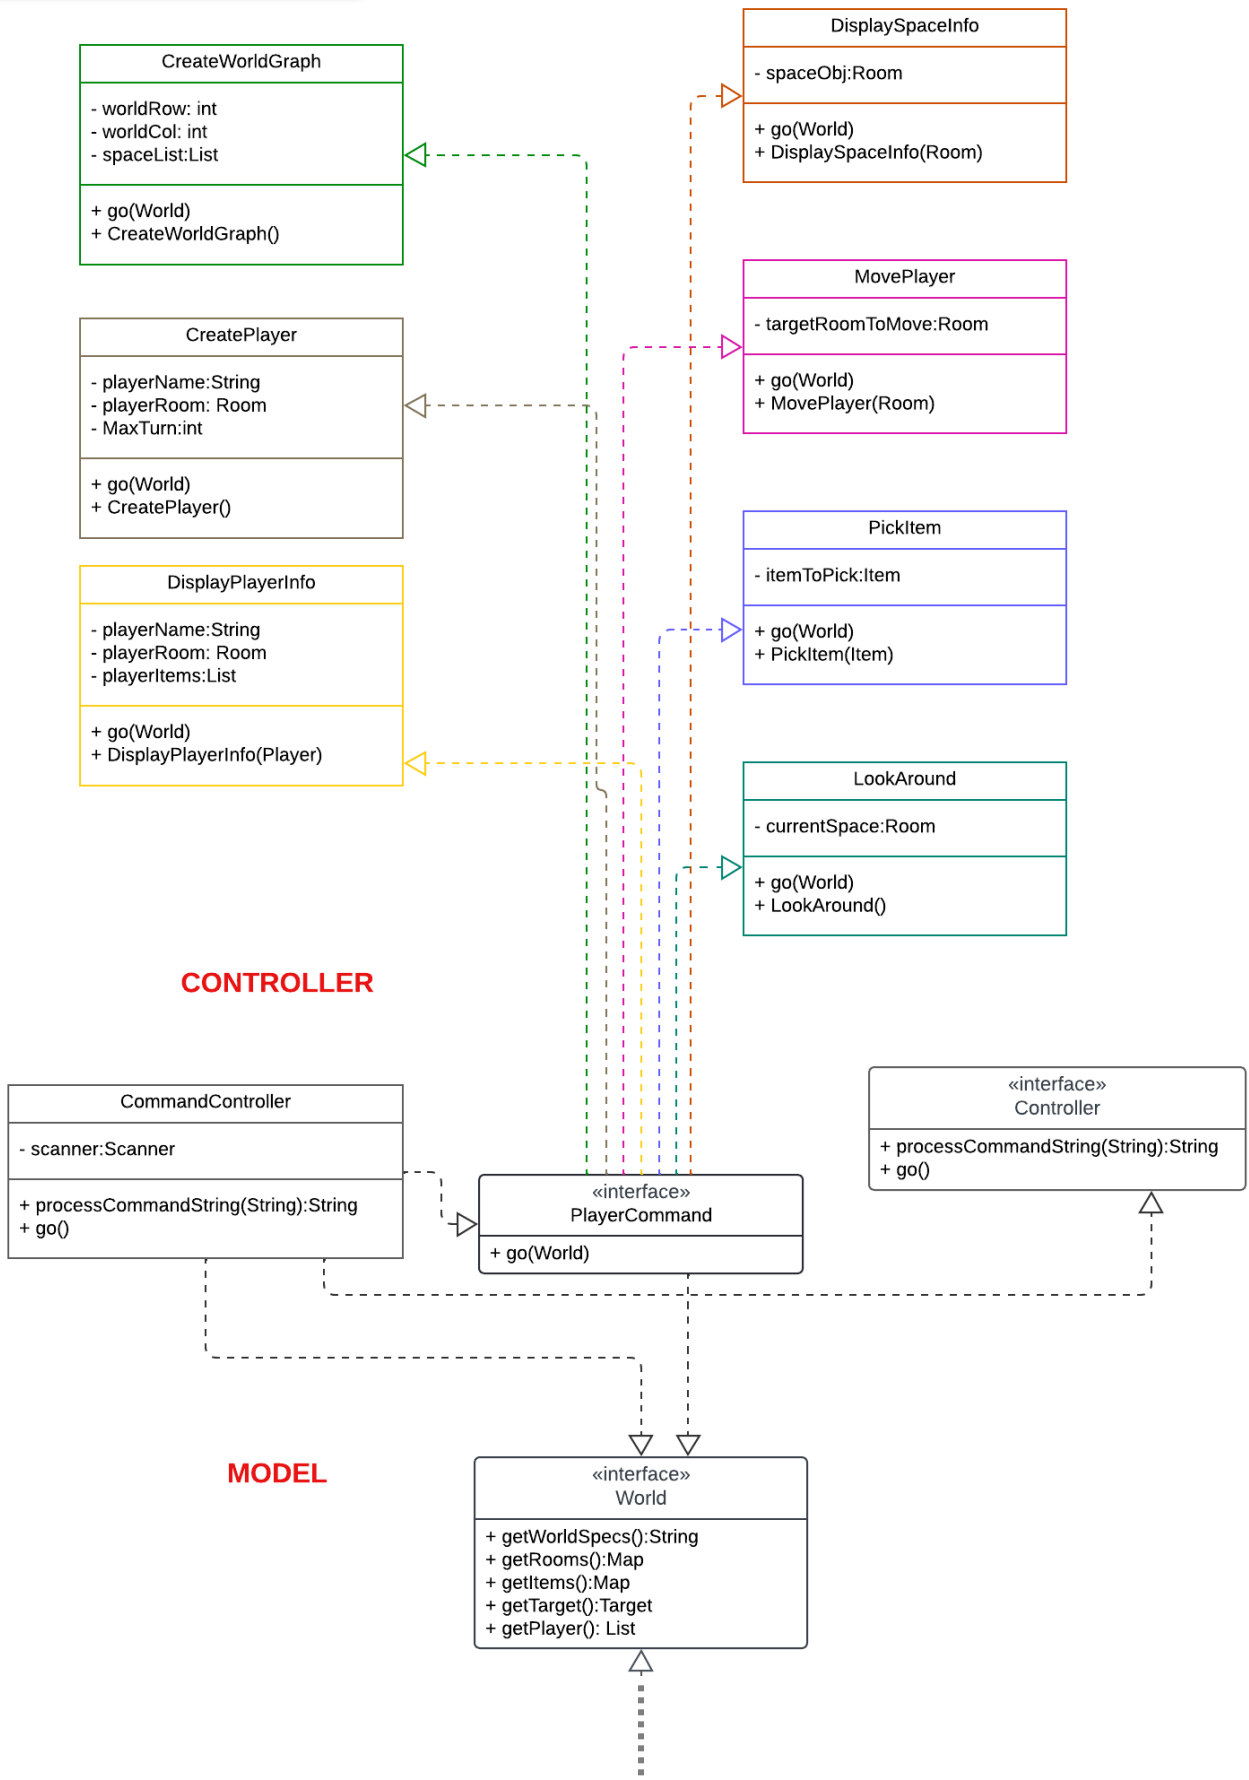 CreateWorldGraph
- worldRow: int
- worldCol: int
- spaceList:List
+ go(World)
+ CreateWorldGraph()
DisplaySpaceInfo
- spaceObj:Room
+ go(World)
+ DisplaySpaceInfo(Room)
CreatePlayer
- playerName:String
- playerRoom: Room
- MaxTurn:int
+ go(World)
+ CreatePlayer()
MovePlayer
- targetRoomToMove:Room
+ go(World)
+ MovePlayer(Room)
DisplayPlayerInfo
- playerName:String
- playerRoom: Room
- playerItems:List
+ go(World)
+ DisplayPlayerInfo(Player)
PickItem
- itemToPick:Item
+ go(World)
+ PickItem(Item)
LookAround
- currentSpace:Room
+ go(World)
+ LookAround()
CONTROLLER
CommandController
- scanner:Scanner
+ processCommandString(String):String
+ go()
«interface»
PlayerCommand
+ go(World)
«interface»
Controller
+ processCommandString(String):String
+ go()
MODEL
«interface»
World
+ getWorldSpecs():String
+ getRooms():Map
+ getItems():Map
+ getTarget():Target
+ getPlayer(): List